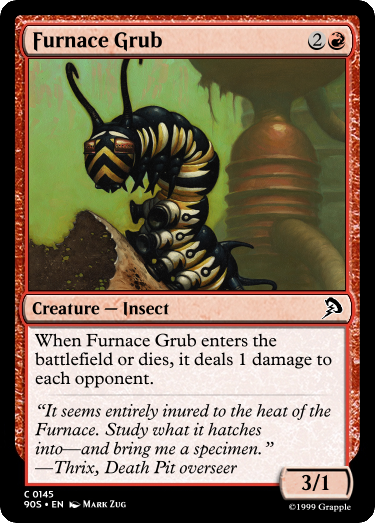 Furnace Grub 2
Creature — Insect
When Furnace Grub enters the
battlefield or dies, it deals 1 damage to
each opponent.
“It seems entirely inured to the heat of the
Furnace. Study what it hatches
into—and bring me a specimen.”
—Thrix, Death Pit overseer
3/1
C 0145
90S • EN Mark Zug
©1999 Grapple